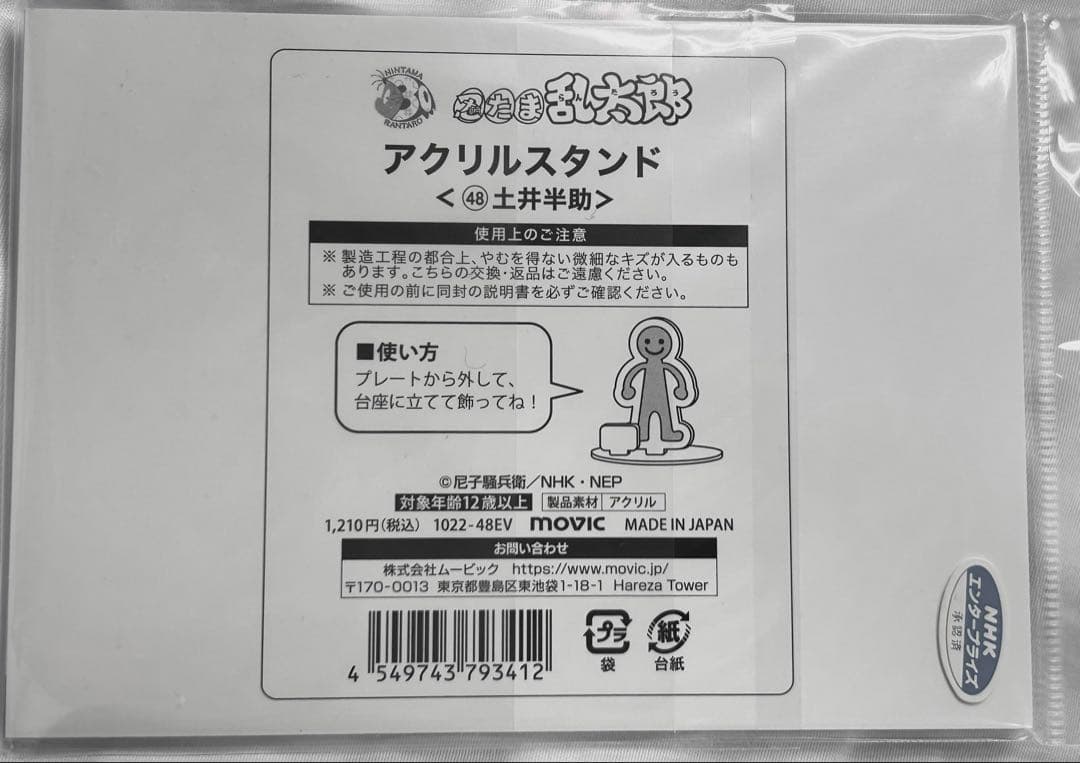 NINTAMA
RANTARO
忍たま乱太郎
らんたろう
アクリルスタンド
<㊽土井半助>
使用上のご注意
※ 製造工程の都合上、やむを得ない微細なキズが入るものも
あります。こちらの交換・返品はご遠慮ください。
※ ご使用の前に同封の説明書を必ずご確認ください。
■使い方
プレートから外して、
台座に立てて飾ってね！
©尼子騒兵衛／NHK・NEP
対象年齢12歳以上 製品素材 アクリル
1,210円(税込) 1022-48EV movic MADE IN JAPAN
お問い合わせ
株式会社ムービック https://www.movic.jp/
〒170-0013 東京都豊島区東池袋1-18-1 Hareza Tower
4 549743 793412
プラ
袋
紙
台紙
NHK
エンタープライズ
承認済